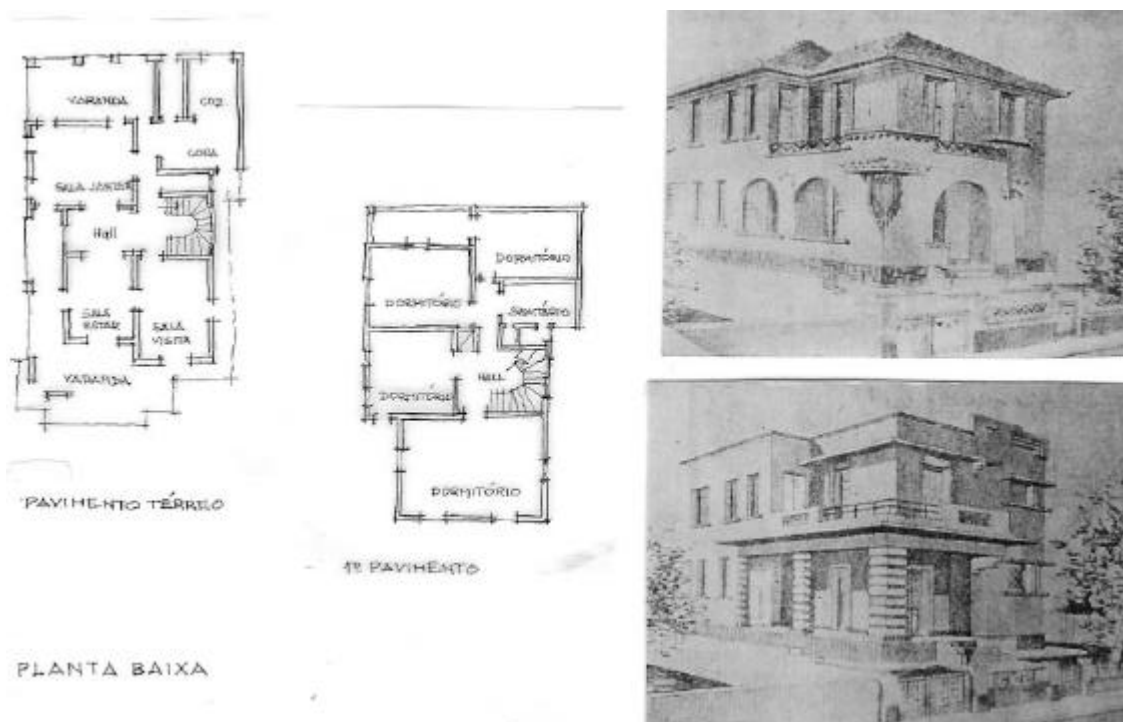 VARANDA
COZ.
COPA
SALA JANTAR
Hall
SALA
ESTAR
SALA
VISITA
VARANDA
PAVIMENTO TÉRREO
DORMITÓRIO
DORMITÓRIO
SANITÁRIO
HALL
DORMITÓRIO
DORMITÓRIO
1º PAVIMENTO
PLANTA BAIXA